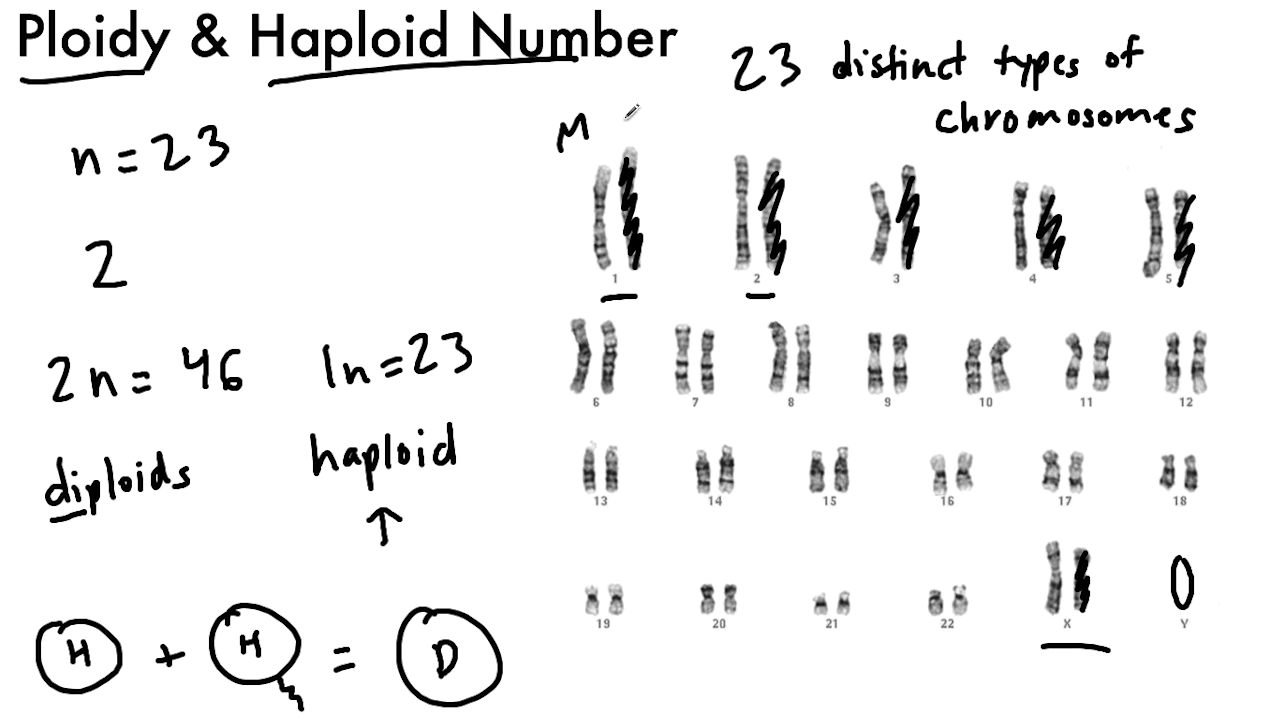 Ploidy & Haploid Number
23 distinct types of
chromosomes
n = 23
M
2
1 2 3 4 5
2n = 46 1n = 23
6 7 8 9 10 11 12
diploids haploid
13 14 15 16 17 18
19 20 21 22 X Y
H + H = D